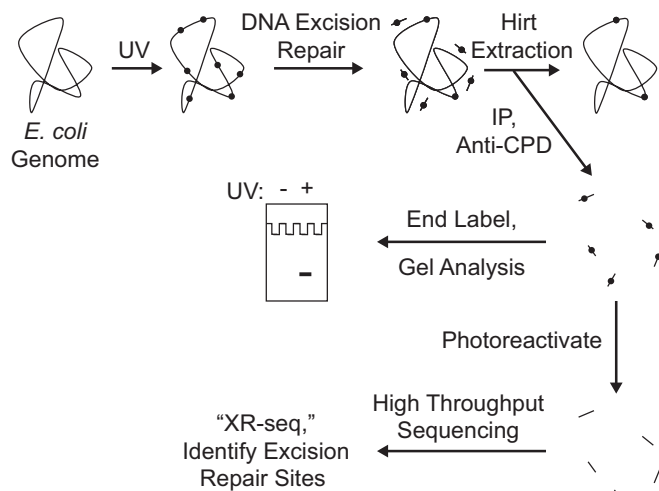 E. coli
Genome
UV
DNA Excision
Repair
Hirt
Extraction
IP,
Anti-CPD
UV: - +
End Label,
Gel Analysis
Photoreactivate
High Throughput
Sequencing
“XR-seq,”
Identify Excision
Repair Sites